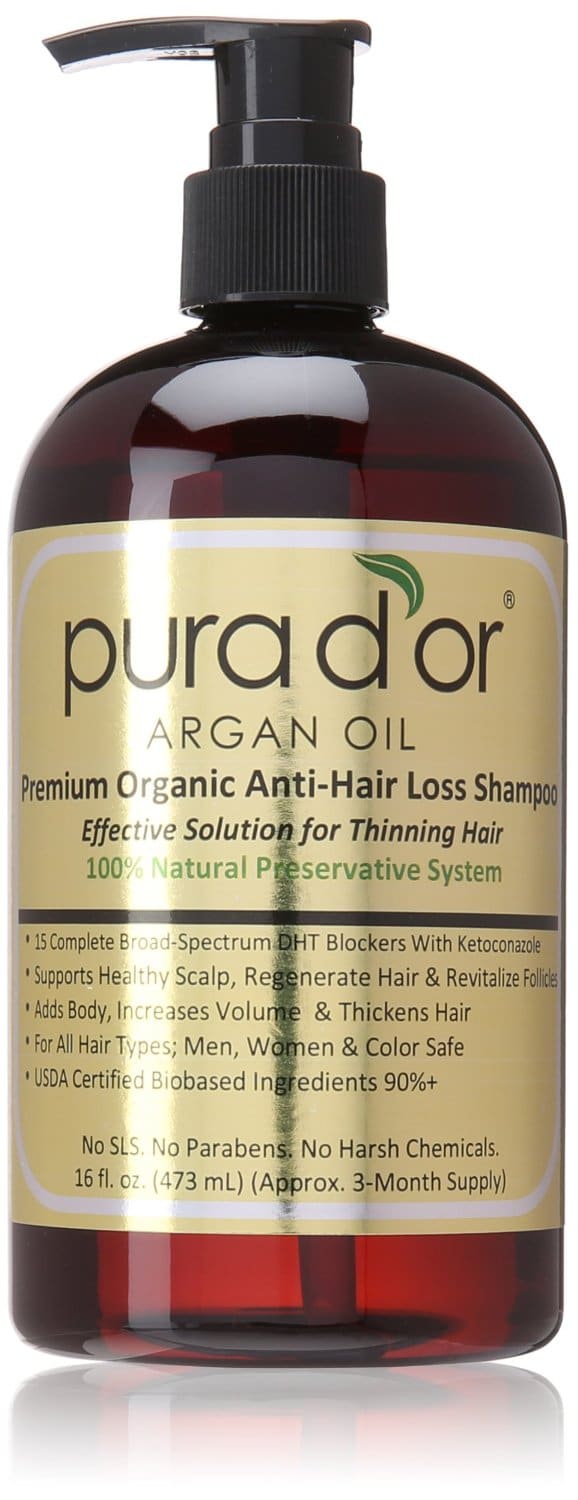 pura d'or®
ARGAN OIL
Premium Organic Anti-Hair Loss Shampoo
Effective Solution for Thinning Hair
100% Natural Preservative System
• 15 Complete Broad-Spectrum DHT Blockers With Ketoconazole
• Supports Healthy Scalp, Regenerate Hair & Revitalize Follicles
• Adds Body, Increases Volume & Thickens Hair
• For All Hair Types; Men, Women & Color Safe
• USDA Certified Biobased Ingredients 90%+
No SLS. No Parabens. No Harsh Chemicals.
16 fl. oz. (473 mL) (Approx. 3-Month Supply)